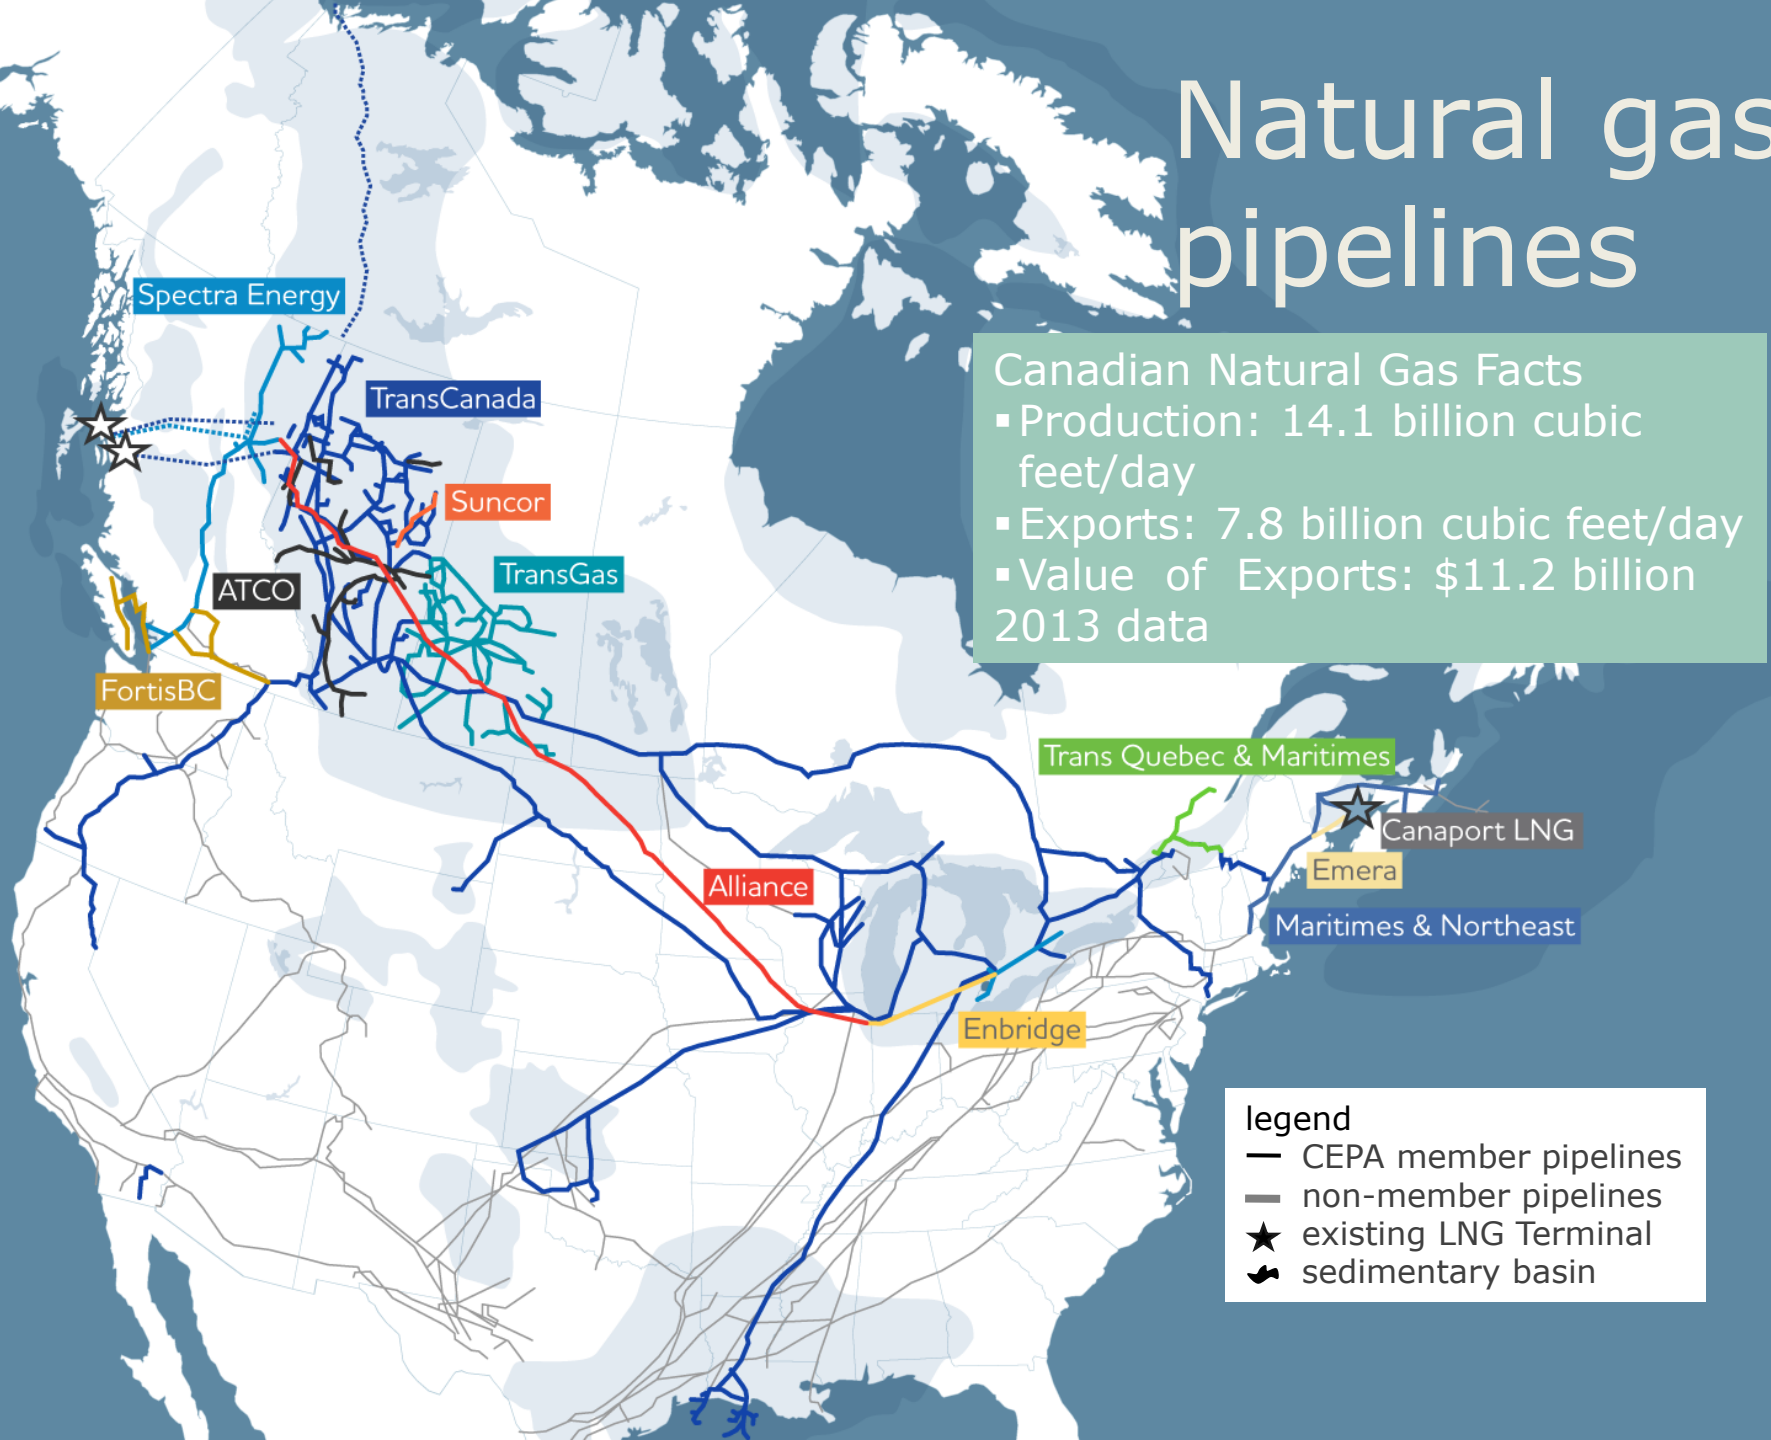 Natural gas
pipelines
Spectra Energy
Canadian Natural Gas Facts
▪Production: 14.1 billion cubic
feet/day
▪Exports: 7.8 billion cubic feet/day
▪Value of Exports: $11.2 billion
2013 data
TransCanada
Suncor
TransGas
ATCO
FortisBC
Trans Quebec & Maritimes
Canaport LNG
Emera
Alliance
Maritimes & Northeast
Enbridge
legend
CEPA member pipelines
non-member pipelines
existing LNG Terminal
sedimentary basin